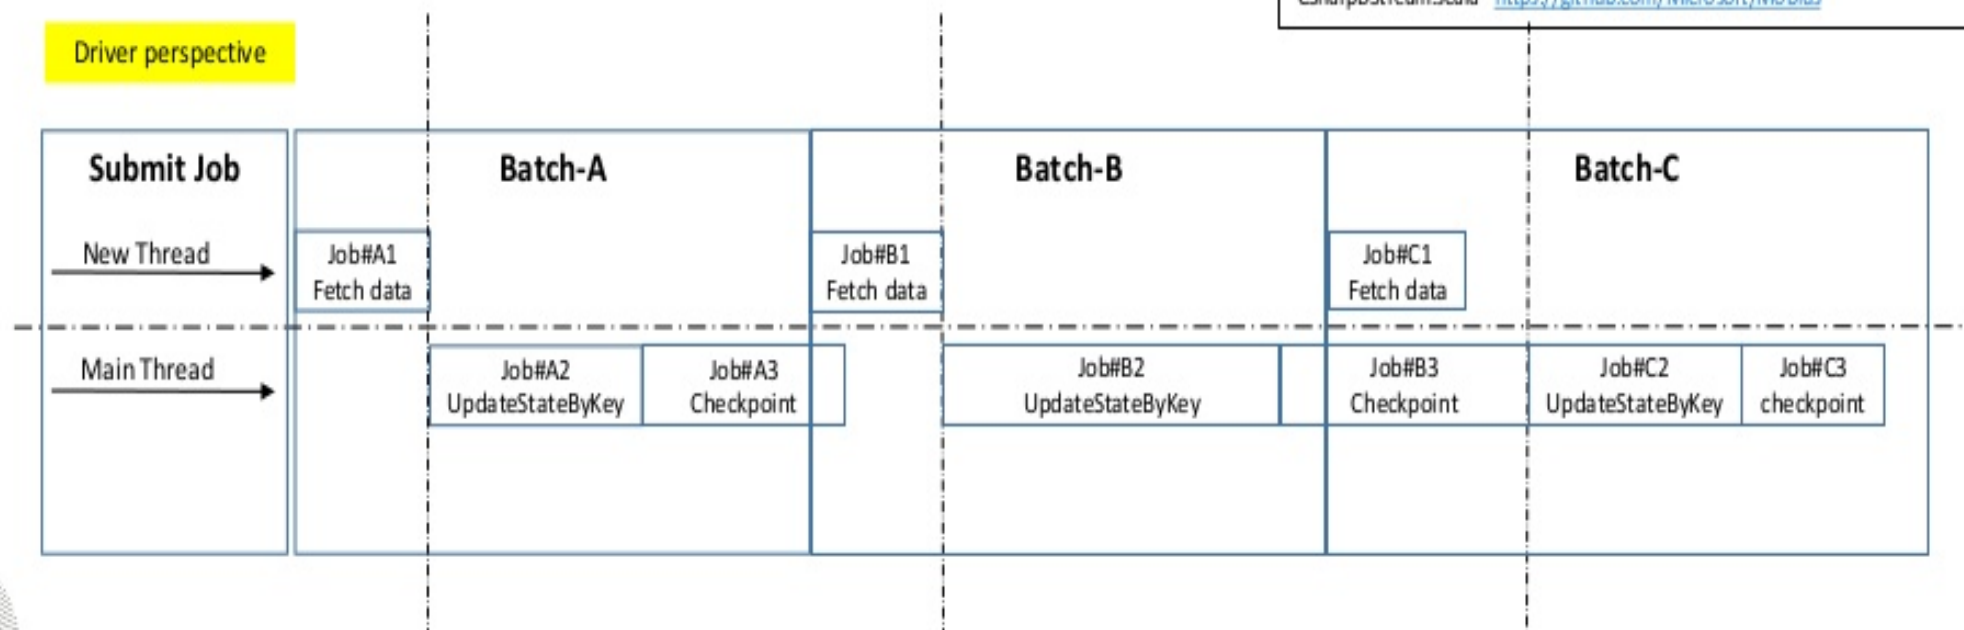 Driver perspective
Submit Job
Batch-A
Batch-B
Batch-C
New Thread
Job#A1
Fetch data
Job#B1
Fetch data
Job#C1
Fetch data
Main Thread
Job#A2
UpdateStateByKey
Job#A3
Checkpoint
Job#B2
UpdateStateByKey
Job#B3
Checkpoint
Job#C2
UpdateStateByKey
Job#C3
checkpoint